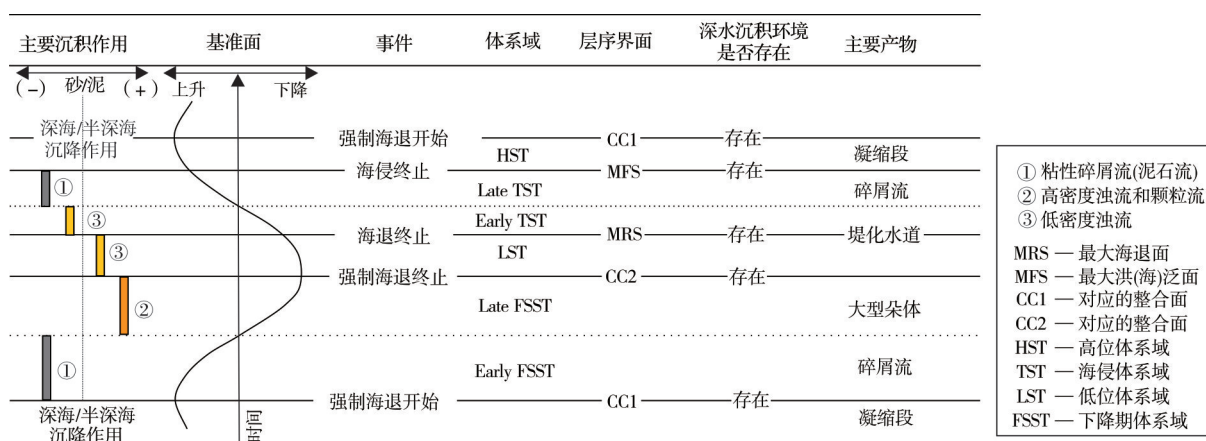 主要沉积作用 基准面 事件 体系域 层序界面 深水沉积环境 是否存在 主要产物
(－) 砂/泥 (＋) 上升 下降
深海/半深海
沉降作用
强制海退开始 CC1 存在
HST 凝缩段
海侵终止 MFS 存在
① Late TST 碎屑流
③ Early TST
海退终止 MRS 存在 堤化水道
③ LST
强制海退终止 CC2 存在
② Late FSST 大型朵体
① Early FSST 碎屑流
强制海退开始 CC1 存在
深海/半深海
沉降作用
时间
凝缩段
① 粘性碎屑流(泥石流)
② 高密度浊流和颗粒流
③ 低密度浊流
MRS — 最大海退面
MFS — 最大洪(海)泛面
CC1 — 对应的整合面
CC2 — 对应的整合面
HST — 高位体系域
TST — 海侵体系域
LST — 低位体系域
FSST — 下降期体系域